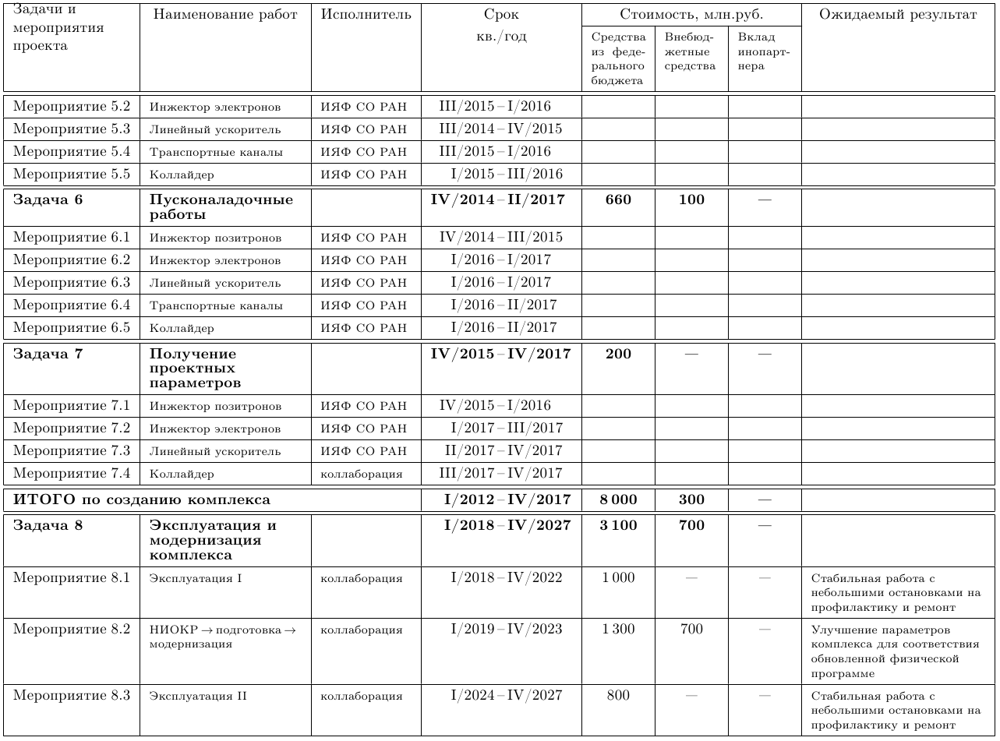 Задачи и мероприятия проекта Наименование работ Исполнитель Срок кв./год Стоимость, млн.руб. Ожидаемый результат
Средства из феде-рального бюджета Внебюд-жетные средства Вклад инопарт-нера
Мероприятие 5.2 Инжектор электронов ИЯФ СО РАН III/2015 – I/2016
Мероприятие 5.3 Линейный ускоритель ИЯФ СО РАН III/2014 – IV/2015
Мероприятие 5.4 Транспортные каналы ИЯФ СО РАН III/2015 – I/2016
Мероприятие 5.5 Коллайдер ИЯФ СО РАН I/2015 – III/2016
Задача 6 Пусконаладочные IV/2014 – II/2017 660 100 —
работы
Мероприятие 6.1 Инжектор позитронов ИЯФ СО РАН IV/2014 – III/2015
Мероприятие 6.2 Инжектор электронов ИЯФ СО РАН I/2016 – I/2017
Мероприятие 6.3 Линейный ускоритель ИЯФ СО РАН I/2016 – I/2017
Мероприятие 6.4 Транспортные каналы ИЯФ СО РАН I/2016 – II/2017
Мероприятие 6.5 Коллайдер ИЯФ СО РАН I/2016 – II/2017
Задача 7 Получение IV/2015 – IV/2017 200 — —
проектных
параметров
Мероприятие 7.1 Инжектор позитронов ИЯФ СО РАН IV/2015 – I/2016
Мероприятие 7.2 Инжектор электронов ИЯФ СО РАН I/2017 – III/2017
Мероприятие 7.3 Линейный ускоритель ИЯФ СО РАН II/2017 – IV/2017
Мероприятие 7.4 Коллайдер коллаборация III/2017 – IV/2017
ИТОГО по созданию комплекса I/2012 – IV/2017 8 000 300 —
Задача 8 Эксплуатация и I/2018 – IV/2027 3 100 700 —
модернизация
комплекса
Мероприятие 8.1 Эксплуатация I коллаборация I/2018 – IV/2022 1 000 — — Стабильная работа с
небольшими остановками на
профилактику и ремонт
Мероприятие 8.2 НИОКР → подготовка → коллаборация I/2019 – IV/2023 1 300 700 — Улучшение параметров
модернизация комплекса для соответствия
обновленной физической
программе
Мероприятие 8.3 Эксплуатация II коллаборация I/2024 – IV/2027 800 — — Стабильная работа с
небольшими остановками на
профилактику и ремонт